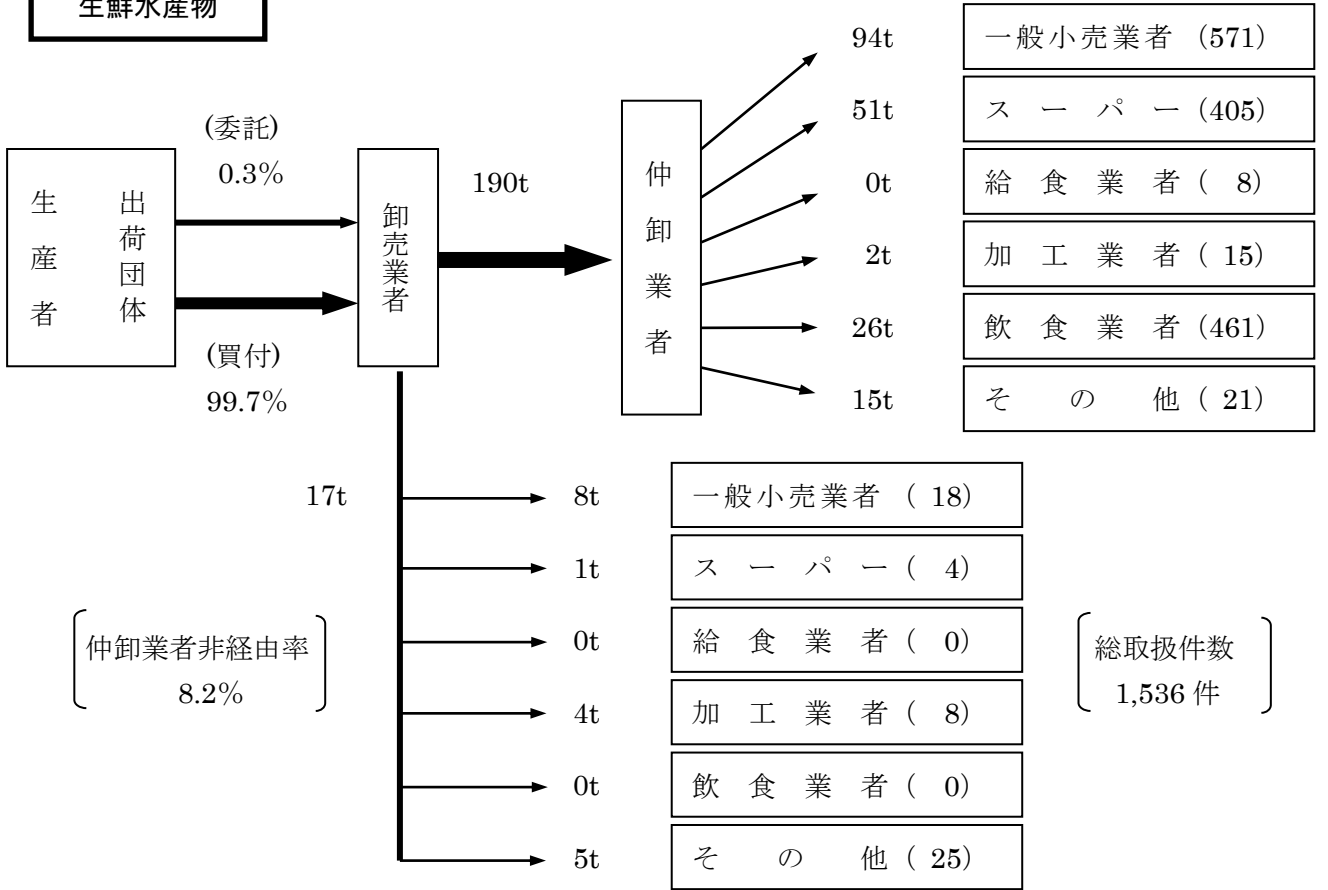 生鮮水産物
(委託)
0.3%
(買付)
99.7%
生産者
出荷団体
卸売業者
190t
仲卸業者
94t 一般小売業者 (571)
51t スーパー (405)
0t 給食業者 ( 8)
2t 加工業者 ( 15)
26t 飲食業者 (461)
15t その他 ( 21)
17t
8t 一般小売業者 ( 18)
1t スーパー ( 4)
0t 給食業者 ( 0)
4t 加工業者 ( 8)
0t 飲食業者 ( 0)
5t その他 ( 25)
仲卸業者非経由率
8.2%
総取扱件数
1,536 件